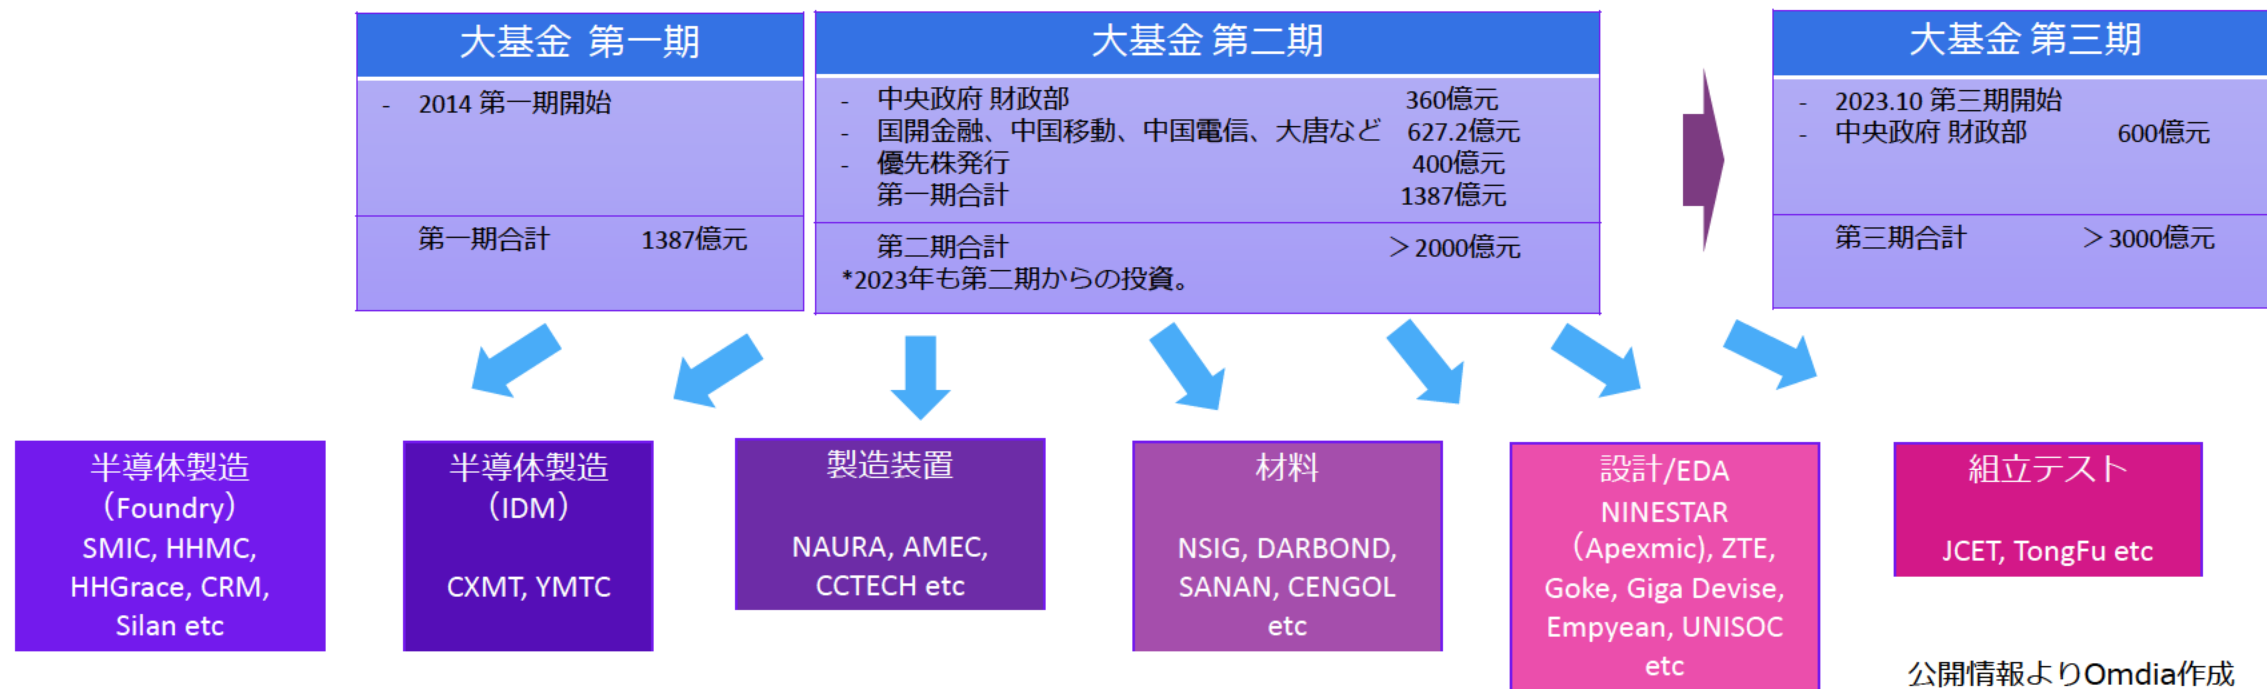 大基金 第一期
- 2014 第一期開始
第一期合計 1387億元
大基金 第二期
- 中央政府 財政部 360億元
- 国開金融、中国移動、中国電信、大唐など 627.2億元
- 優先株発行 400億元
第一期合計 1387億元
第二期合計 ＞2000億元
*2023年も第二期からの投資。
大基金 第三期
- 2023.10 第三期開始
- 中央政府 財政部 600億元
第三期合計 ＞3000億元
半導体製造
（Foundry）
SMIC, HHMC,
HHGrace, CRM,
Silan etc
半導体製造
（IDM）
CXMT, YMTC
製造装置
NAURA, AMEC,
CCTECH etc
材料
NSIG, DARBOND,
SANAN, CENGOL
etc
設計/EDA
NINESTAR
（Apexmic), ZTE,
Goke, Giga Devise,
Empyean, UNISOC
etc
組立テスト
JCET, TongFu etc
公開情報よりOmdia作成